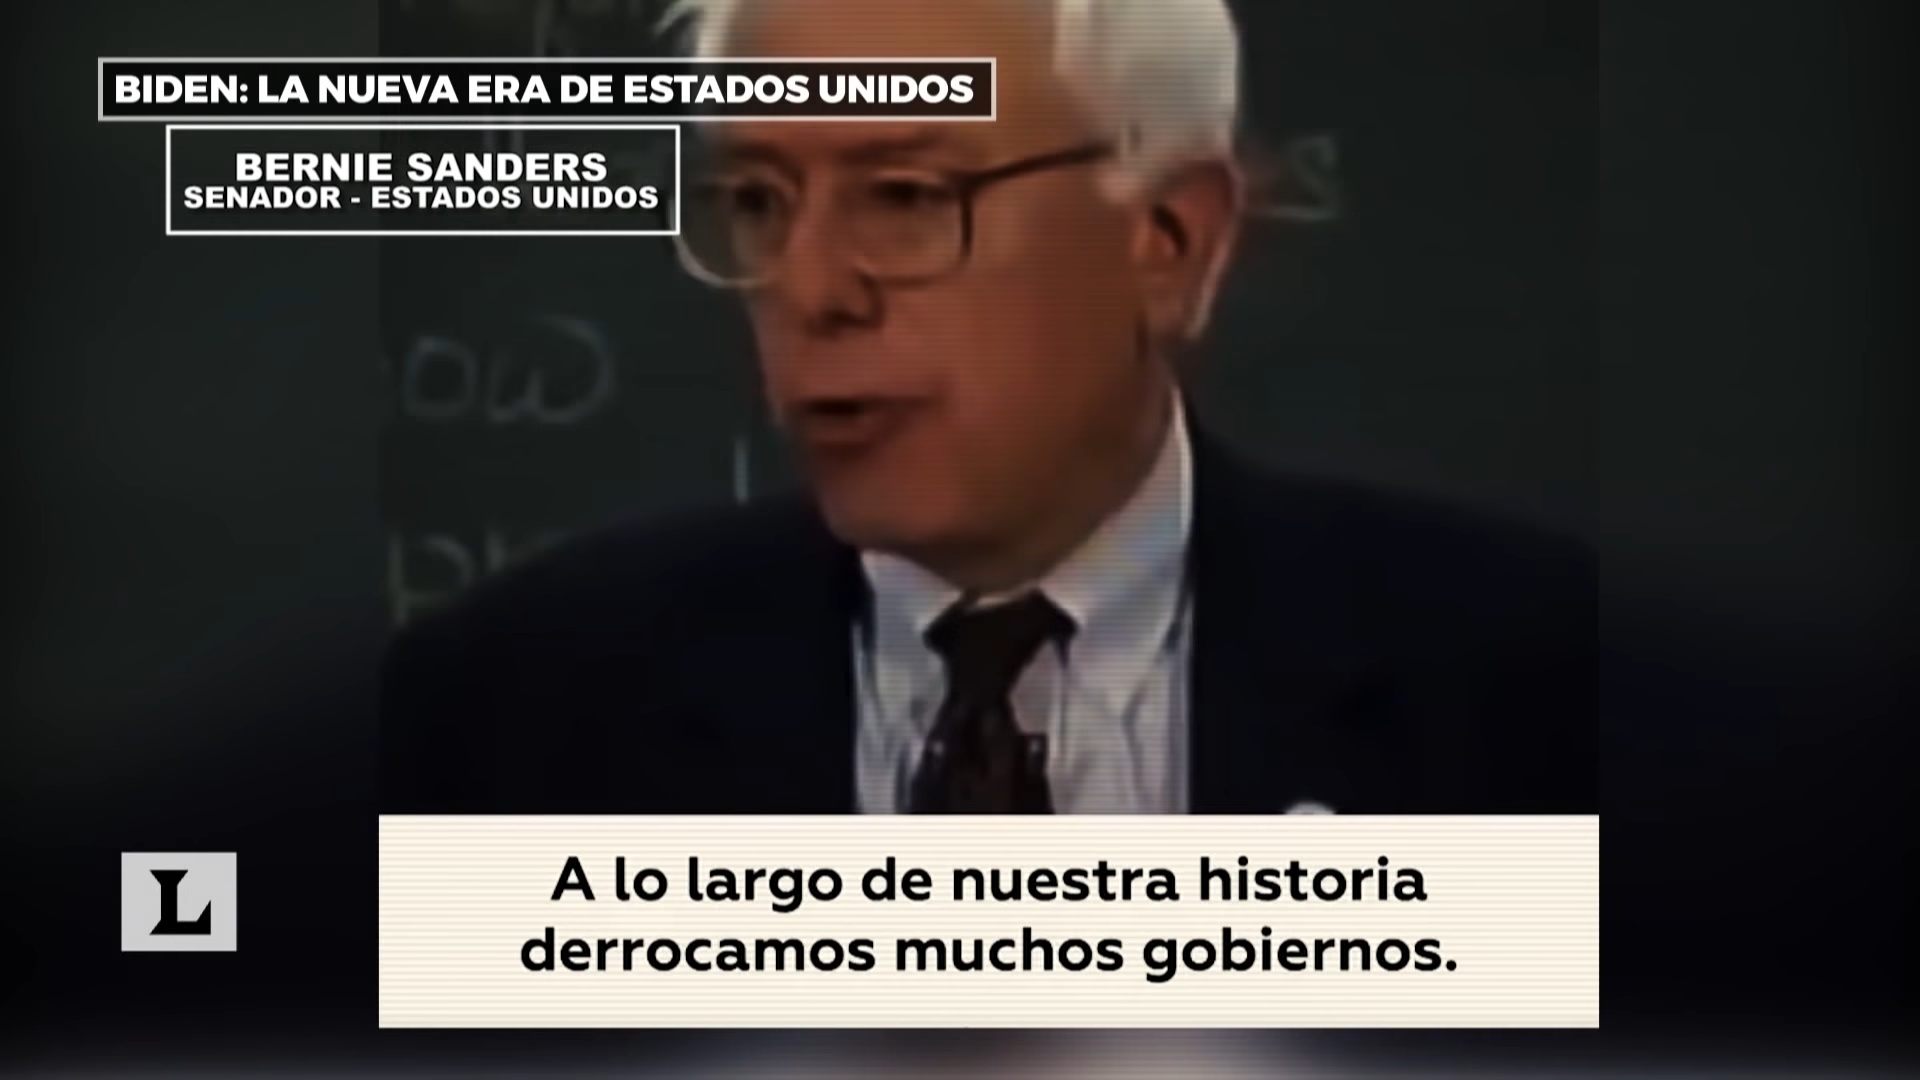 BIDEN: LA NUEVA ERA DE ESTADOS UNIDOS
BERNIE SANDERS
SENADOR - ESTADOS UNIDOS
ow
L
A lo largo de nuestra historia
derrocamos muchos gobiernos.